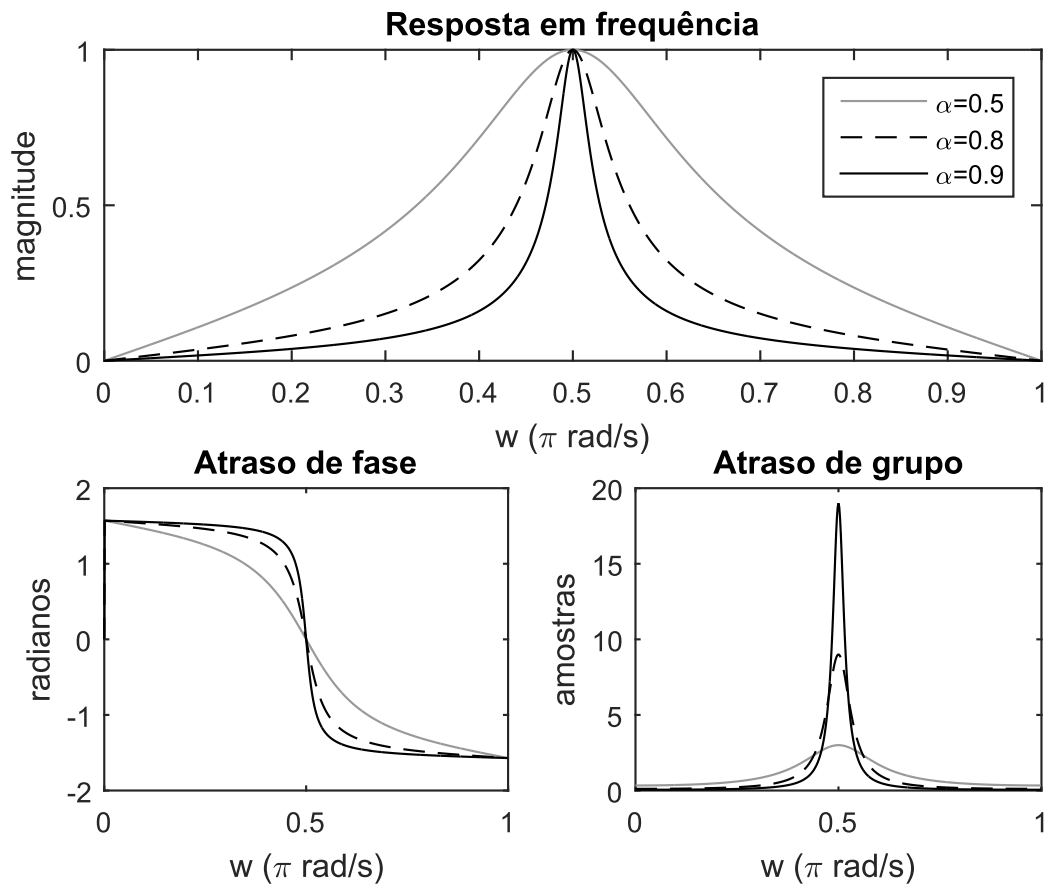 Resposta em frequência
magnitude
1
0.5
0
α=0.5
α=0.8
α=0.9
0 0.1 0.2 0.3 0.4 0.5 0.6 0.7 0.8 0.9 1
w (π rad/s)
Atraso de fase
radianos
2
1
0
-1
-2
0 0.5 1
w (π rad/s)
Atraso de grupo
amostras
20
15
10
5
0
0 0.5 1
w (π rad/s)